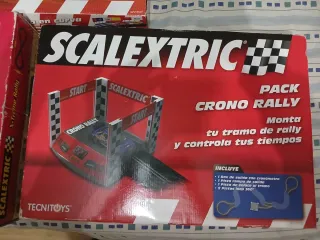 SCALEXTRIC
PACK
CRONO RALLY
Monta
tu tramo de rally
y controla tus tiempos
START
SCALEXTRIC
START
CRONO RALLY
INCLUYE
TECNITOYS
SCALEXTRIC